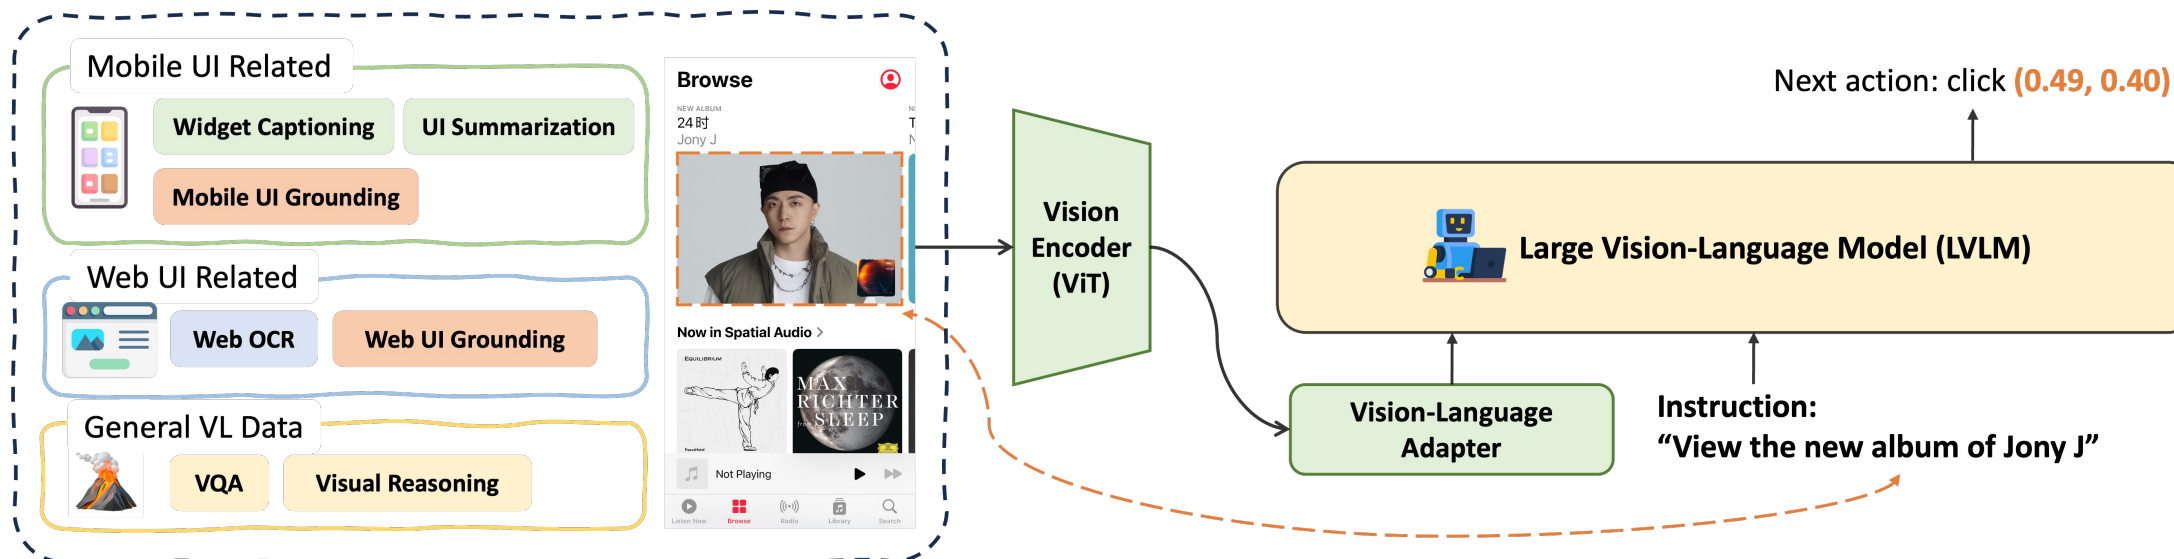 Mobile UI Related
Widget Captioning
UI Summarization
Mobile UI Grounding
Web UI Related
Web OCR
Web UI Grounding
General VL Data
VQA
Visual Reasoning
Browse
NEW ALBUM
24时
Jony J
N
T
N
Now in Spatial Audio >
EQUILIBRIUM
MAX
RICHTER
from SLEEP
Not Playing
Listen Now
Browse
Radio
Library
Search
Vision
Encoder
(ViT)
Next action: click (0.49, 0.40)
Large Vision-Language Model (LVLM)
Vision-Language
Adapter
Instruction:
“View the new album of Jony J”